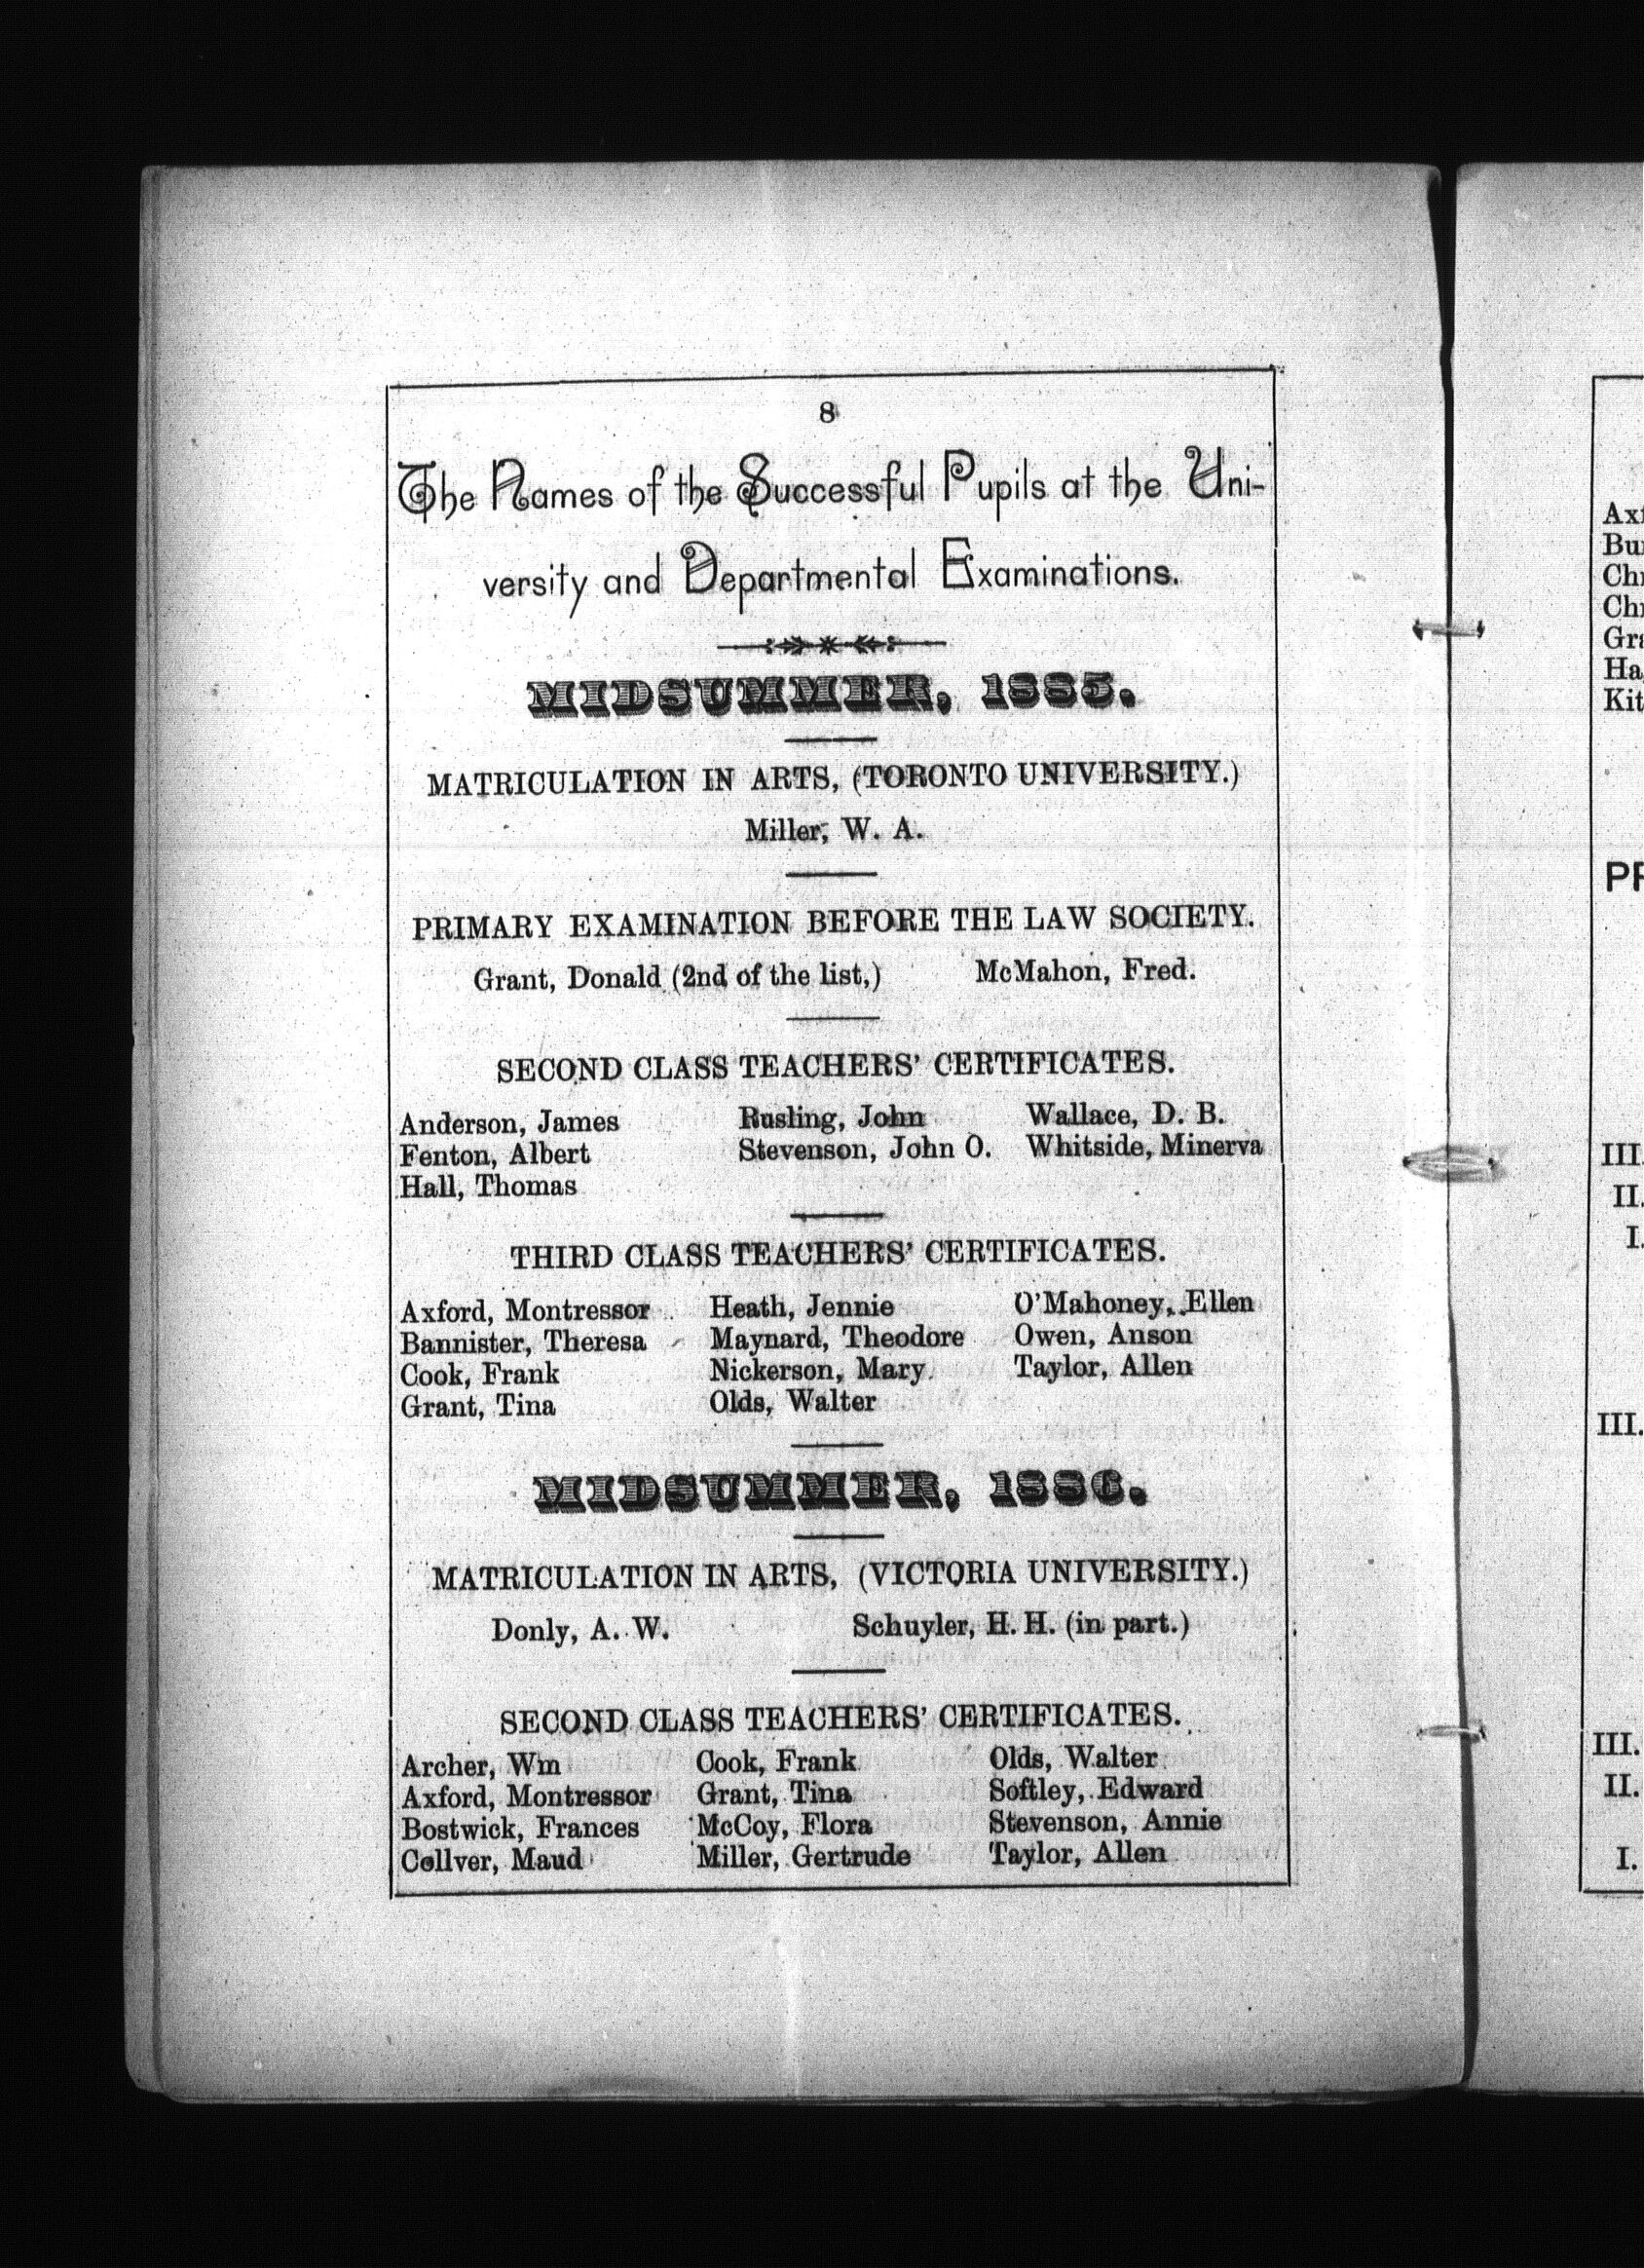 8
The Names of the Successful Pupils at the Uni-
versity and Departmental Examinations.
MIDSUMMER, 1885.
MATRICULATION IN ARTS, (TORONTO UNIVERSITY.)
Miller, W. A.
PRIMARY EXAMINATION BEFORE THE LAW SOCIETY.
Grant, Donald (2nd of the list,) McMahon, Fred.
SECOND CLASS TEACHERS' CERTIFICATES.
Anderson, James Rusling, John Wallace, D. B.
Fenton, Albert Stevenson, John O. Whitside, Minerva
Hall, Thomas
THIRD CLASS TEACHERS' CERTIFICATES.
Axford, Montressor Heath, Jennie O'Mahoney, Ellen
Bannister, Theresa Maynard, Theodore Owen, Anson
Cook, Frank Nickerson, Mary Taylor, Allen
Grant, Tina Olds, Walter
MIDSUMMER, 1886.
MATRICULATION IN ARTS, (VICTORIA UNIVERSITY.)
Donly, A. W. Schuyler, H. H. (in part.)
SECOND CLASS TEACHERS' CERTIFICATES.
Archer, Wm Cook, Frank Olds, Walter
Axford, Montressor Grant, Tina Softley, Edward
Bostwick, Frances McCoy, Flora Stevenson, Annie
Collver, Maud Miller, Gertrude Taylor, Allen
III.
II.
I.
III.
III.
II.
I.